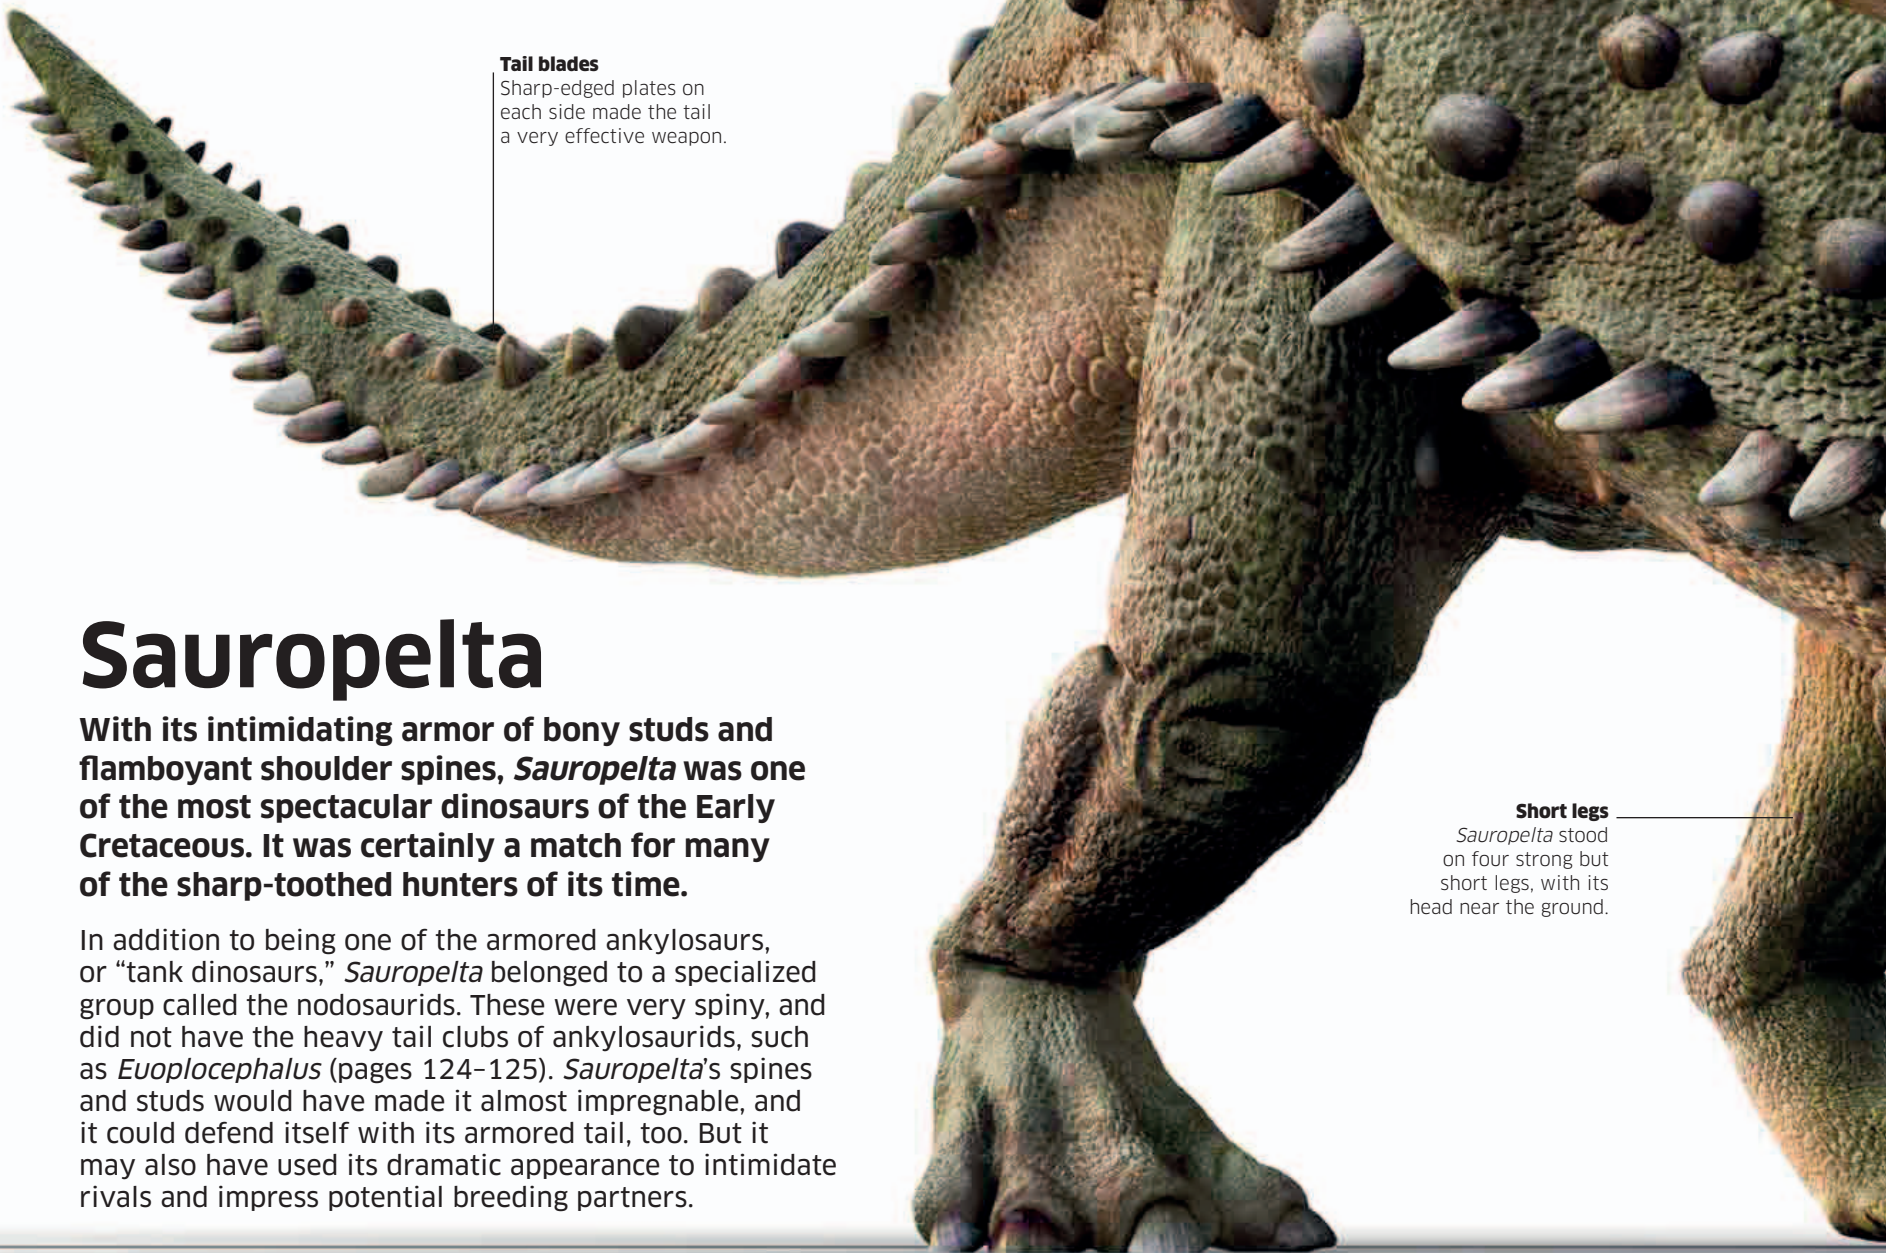 Tail blades
Sharp-edged plates on
each side made the tail
a very effective weapon.
Sauropelta
With its intimidating armor of bony studs and
flamboyant shoulder spines, Sauropelta was one
of the most spectacular dinosaurs of the Early
Cretaceous. It was certainly a match for many
of the sharp-toothed hunters of its time.
In addition to being one of the armored ankylosaurs,
or “tank dinosaurs,” Sauropelta belonged to a specialized
group called the nodosaurids. These were very spiny, and
did not have the heavy tail clubs of ankylosaurids, such
as Euoplocephalus (pages 124–125). Sauropelta’s spines
and studs would have made it almost impregnable, and
it could defend itself with its armored tail, too. But it
may also have used its dramatic appearance to intimidate
rivals and impress potential breeding partners.
Short legs
Sauropelta stood
on four strong but
short legs, with its
head near the ground.